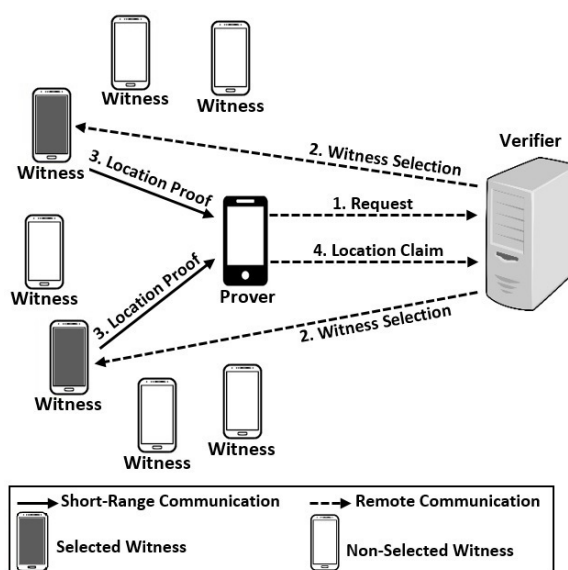 Witness
Witness
Verifier
2. Witness Selection
Witness
3. Location Proof
1. Request
4. Location Claim
Prover
Witness
3. Location Proof
2. Witness Selection
Witness
Witness
Witness
Short-Range Communication
Remote Communication
Selected Witness
Non-Selected Witness